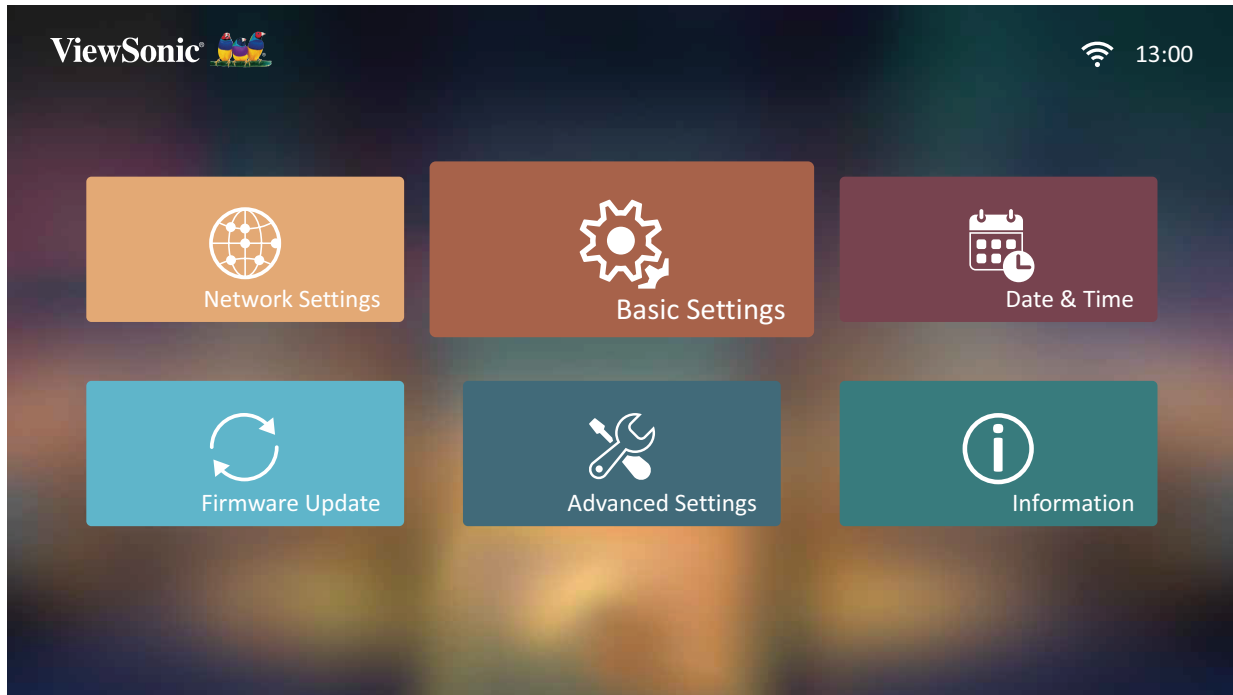 ViewSonic®
13:00
Network Settings
Basic Settings
Date & Time
Firmware Update
Advanced Settings
Information